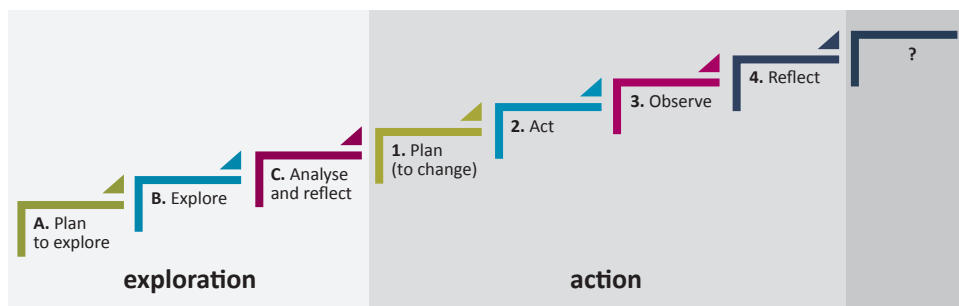 A. Plan
to explore
B. Explore
C. Analyse
and reflect
1. Plan
(to change)
2. Act
3. Observe
4. Reflect
?
exploration
action